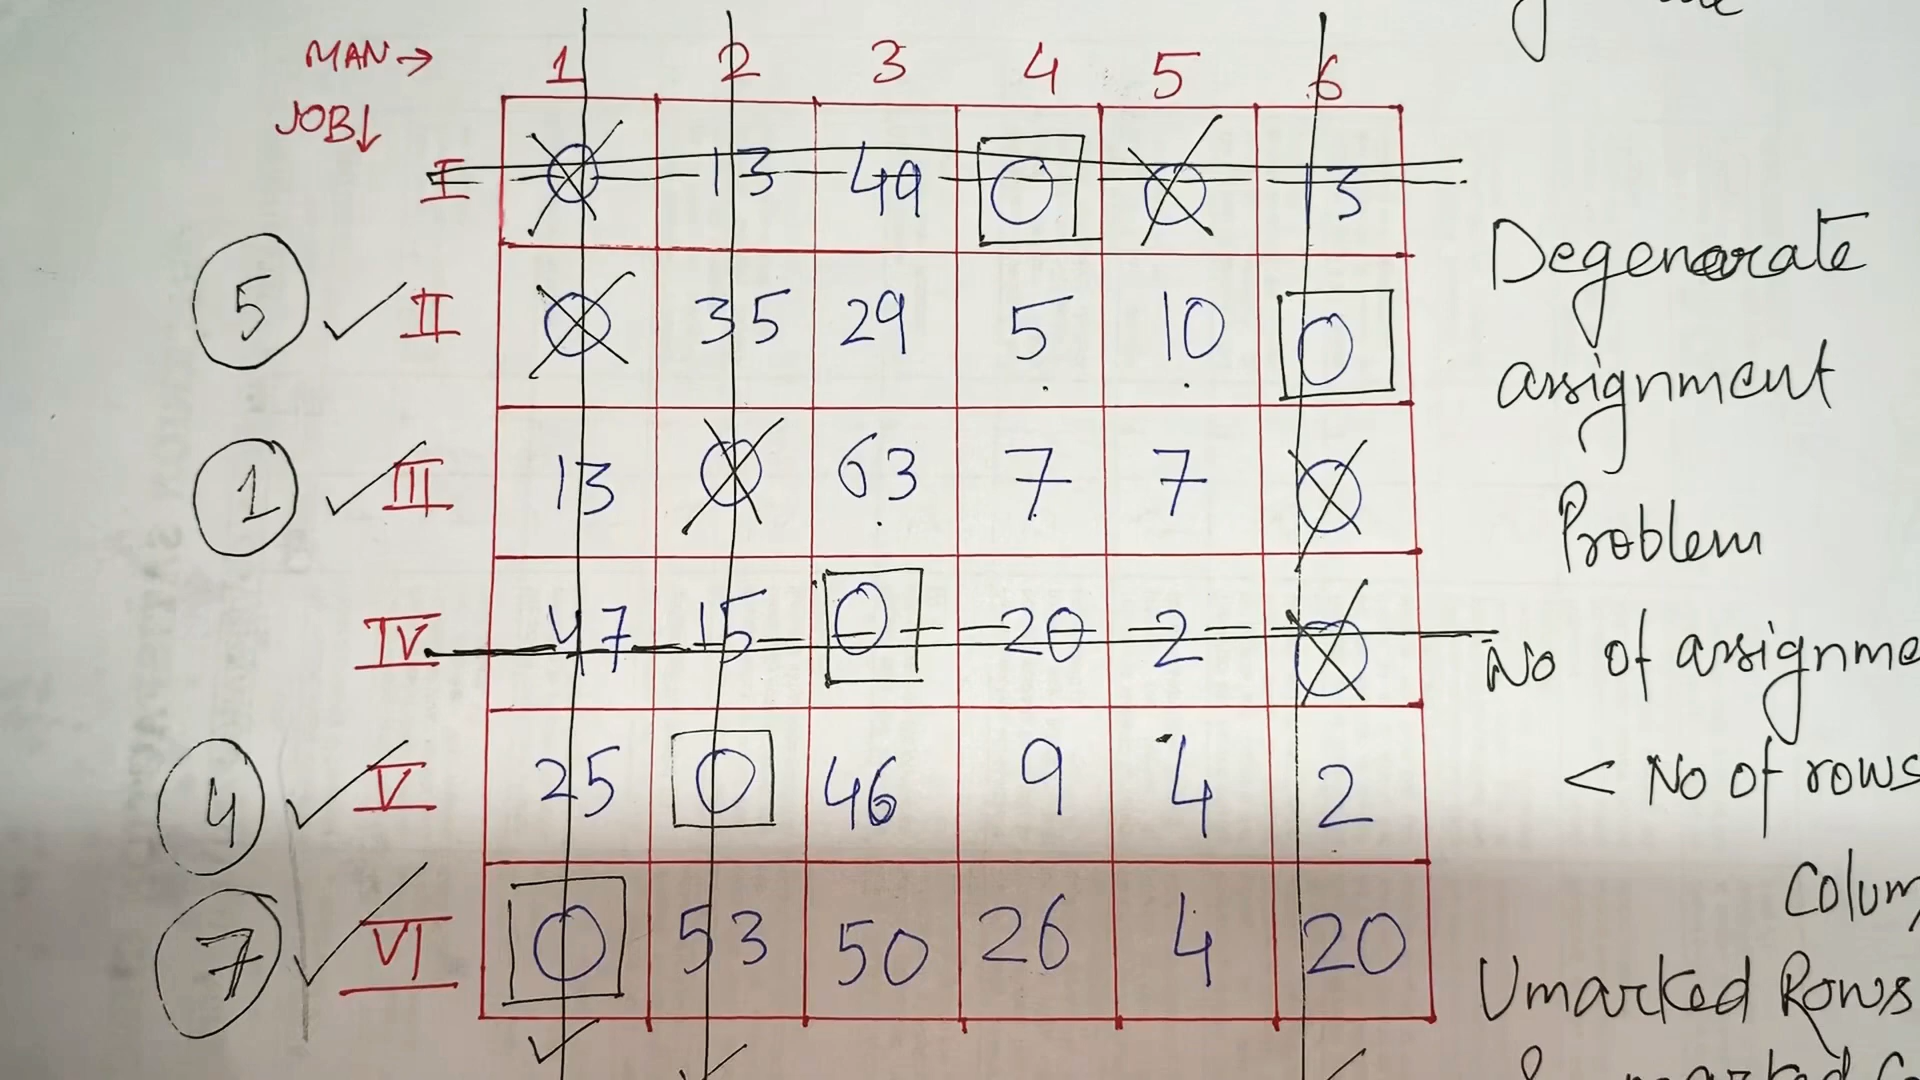 MAN → 1 2 3 4 5 6
JOB ↓
I 0 13 49 0 0 13
5 ✓ II 0 35 29 5 10 0
1 ✓ III 13 0 63 7 7 0
IV 47 15 0 20 2 0
4 ✓ V 25 0 46 9 4 2
7 ✓ VI 0 53 50 26 4 20
✓ ✓ ✓
Degenarate
assignment
Problem
No of assignme
< No of rows
Colum
Umarked Rows
& marked C